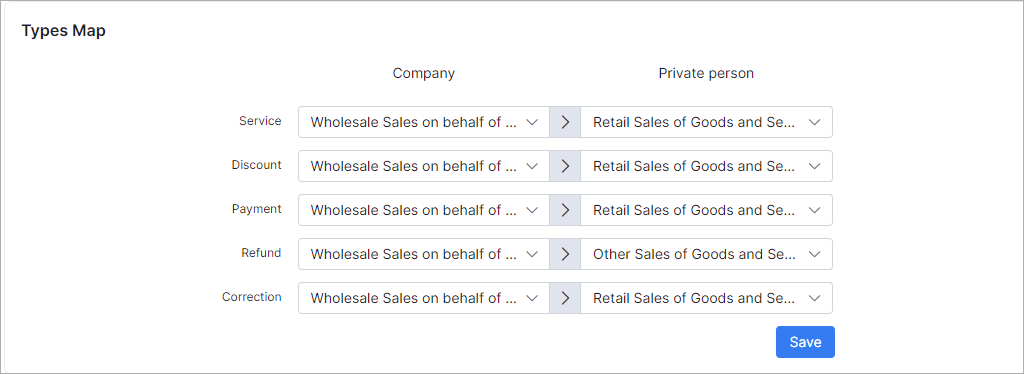 Types Map
Company Private person
Service Wholesale Sales on behalf of ... Retail Sales of Goods and Se...
Discount Wholesale Sales on behalf of ... Retail Sales of Goods and Se...
Payment Wholesale Sales on behalf of ... Retail Sales of Goods and Se...
Refund Wholesale Sales on behalf of ... Other Sales of Goods and Se...
Correction Wholesale Sales on behalf of ... Retail Sales of Goods and Se...
Save